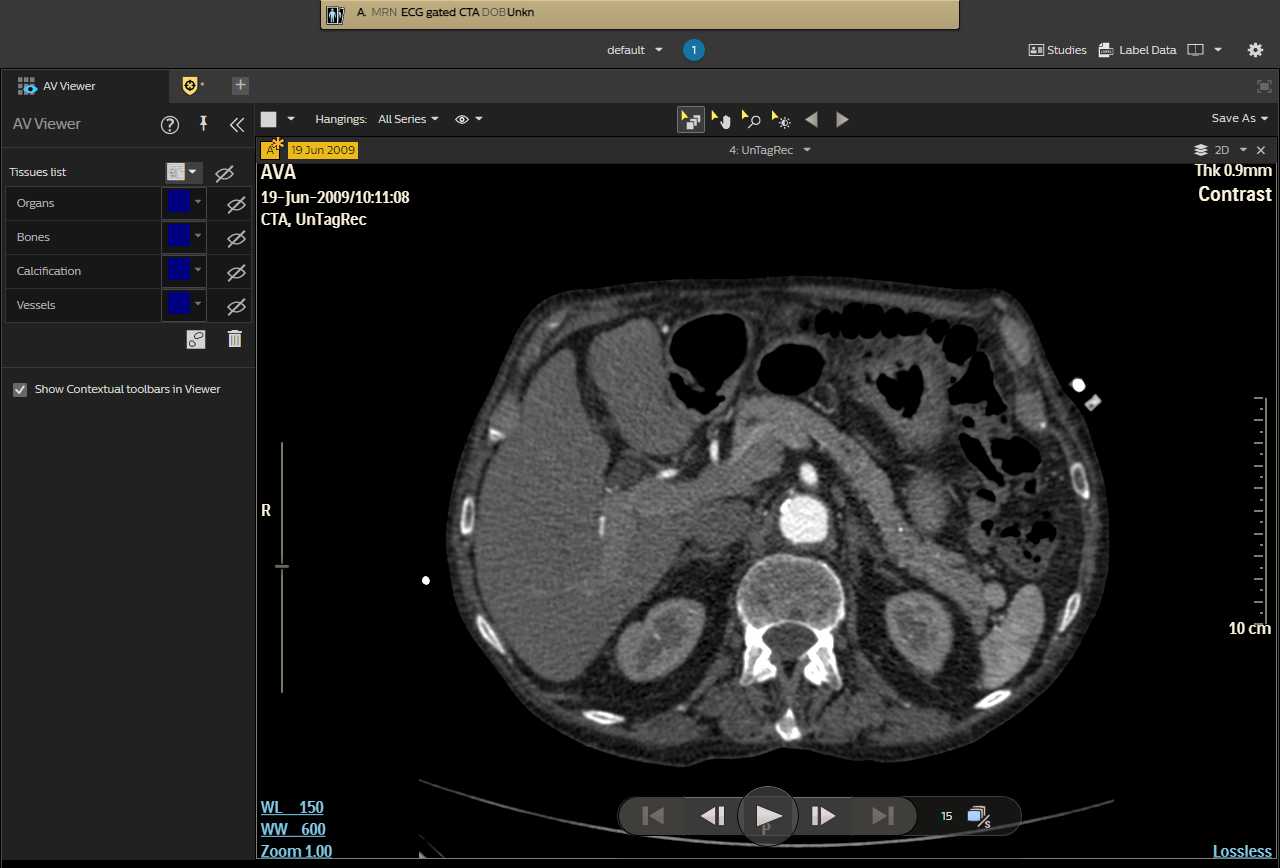 A. MRN ECG gated CTA DOB Unkn
default 1 Studies Label Data
AV Viewer +
AV Viewer ?
Hangings: All Series Save As
A 19 Jun 2009 4: UnTagRec 2D
Tissues list
Organs
Bones
Calcification
Vessels
Show Contextual toolbars in Viewer
AVA
19-Jun-2009/10:11:08
CTA, UnTagRec
Thk 0.9mm
Contrast
R
10 cm
WL 150
WW 600
Zoom 1.00
P
15 /s
Lossless